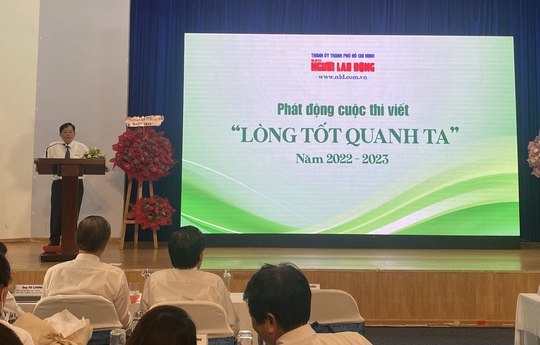 THÀNH ỦY THÀNH PHỐ HỒ CHÍ MINH
NGƯỜI LAO ĐỘNG
www.nld.com.vn
Phát động cuộc thi viết
“LÒNG TỐT QUANH TA”
Năm 2022 - 2023